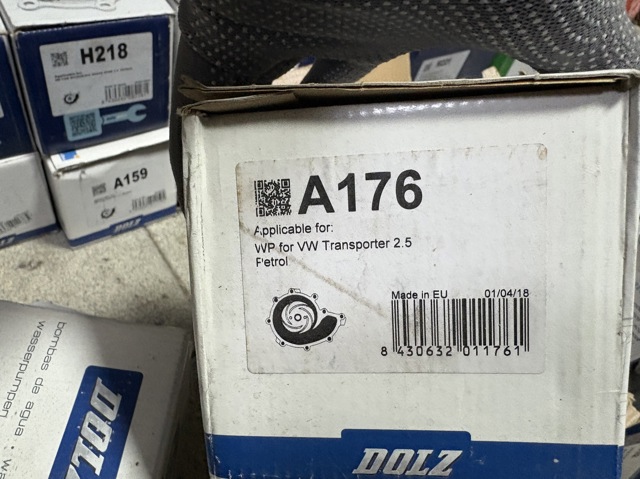 H218
A159
DOLZ
A176
Applicable for:
WP for VW Transporter 2.5
Petrol
Made in EU 01/04/18
8 430632 011761
DOLZ
bombas de agua
wasserpumpen
DOLZ